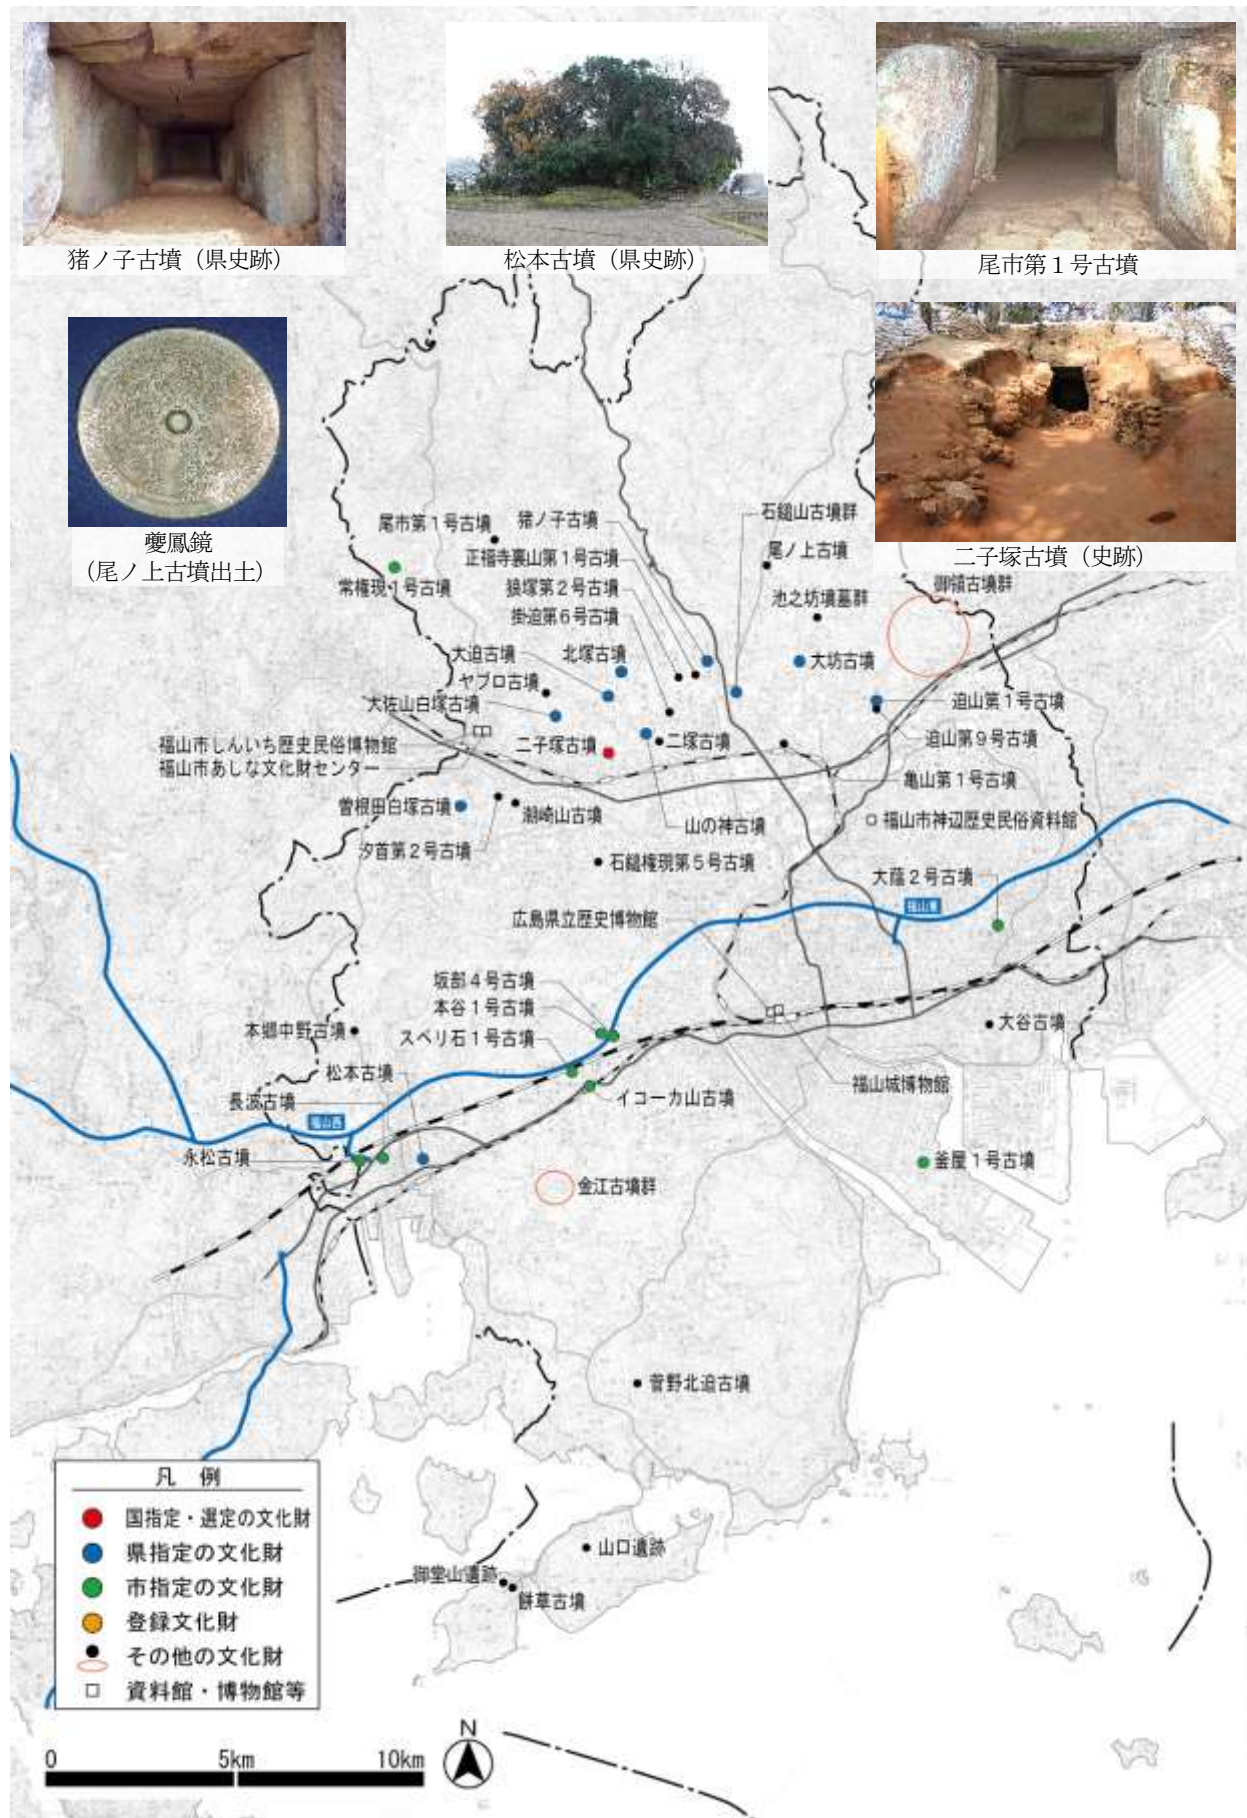 猪ノ子古墳（県史跡）
松本古墳（県史跡）
尾市第１号古墳
夔鳳鏡
（尾ノ上古墳出土）
二子塚古墳（史跡）
尾市第１号古墳
猪ノ子古墳
石鎚山古墳群
正福寺裏山第１号古墳
尾ノ上古墳
常権現１号古墳
狼塚第２号古墳
池之坊墳墓群
御領古墳群
掛迫第６号古墳
大迫古墳
北塚古墳
大坊古墳
ヤブロ古墳
大佐山白塚古墳
迫山第１号古墳
福山市しんいち歴史民俗博物館
二子塚古墳
二塚古墳
迫山第９号古墳
福山市あしな文化財センター
亀山第１号古墳
曽根田白塚古墳
潮崎山古墳
山の神古墳
福山市神辺歴史民俗資料館
汐首第２号古墳
石鎚権現第５号古墳
大蔭２号古墳
広島県立歴史博物館
福山東
坂部４号古墳
本谷１号古墳
本郷中野古墳
スベリ石１号古墳
大谷古墳
松本古墳
福山城博物館
長波古墳
イコーカ山古墳
福山西
永松古墳
釜屋１号古墳
金江古墳群
菅野北迫古墳
山口遺跡
御堂山遺跡
餅草古墳
凡 例
国指定・選定の文化財
県指定の文化財
市指定の文化財
登録文化財
その他の文化財
資料館・博物館等
0 5km 10km
N